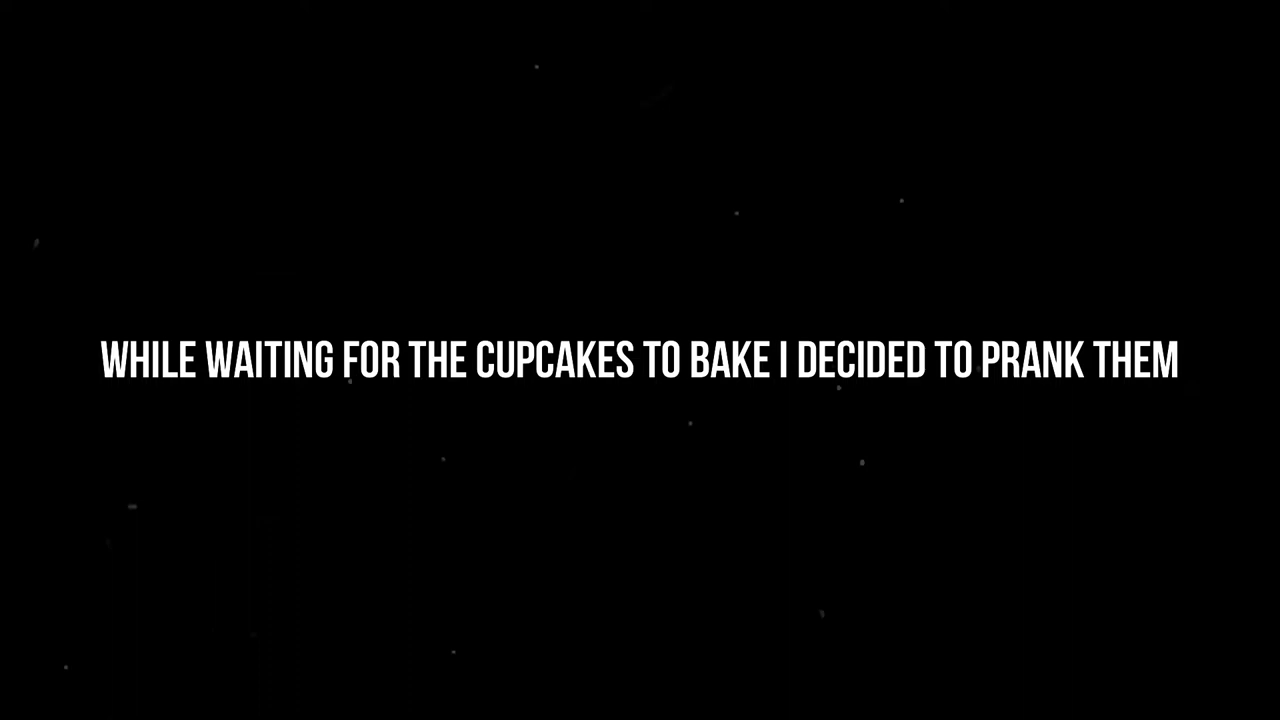 WHILE WAITING FOR THE CUPCAKES TO BAKE I DECIDED TO PRANK THEM